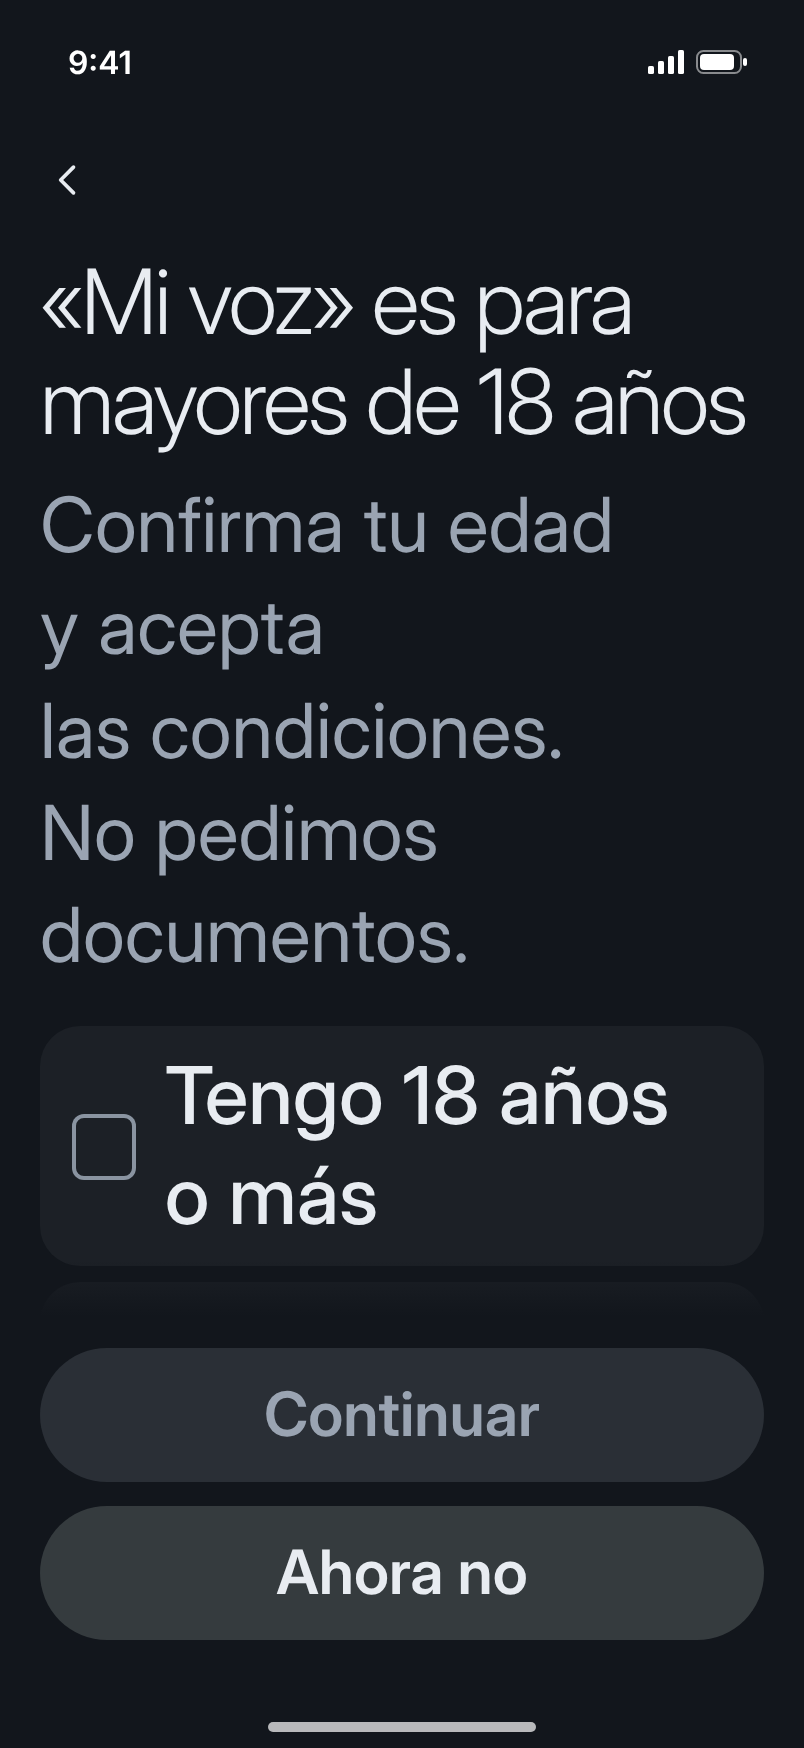 9:41
«Mi voz» es para
mayores de 18 años
Confirma tu edad
y acepta
las condiciones.
No pedimos
documentos.
Tengo 18 años
o más
Continuar
Ahora no